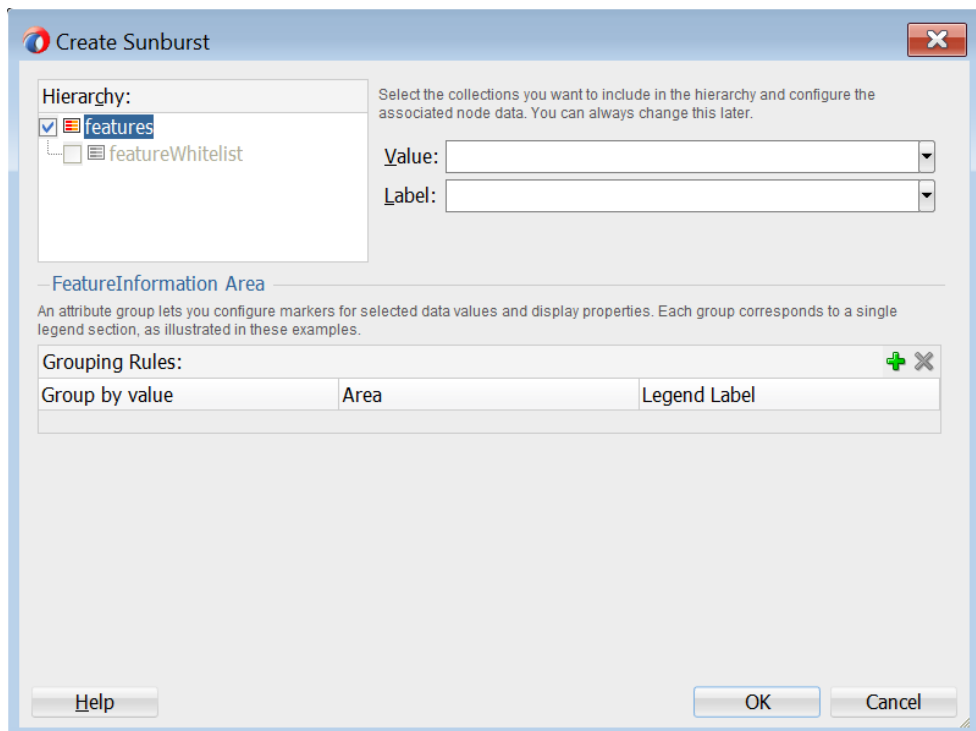 Create Sunburst
Hierarchy:
features
featureWhitelist
Select the collections you want to include in the hierarchy and configure the
associated node data. You can always change this later.
Value:
Label:
FeatureInformation Area
An attribute group lets you configure markers for selected data values and display properties. Each group corresponds to a single
legend section, as illustrated in these examples.
Grouping Rules:
Group by value Area Legend Label
Help OK Cancel